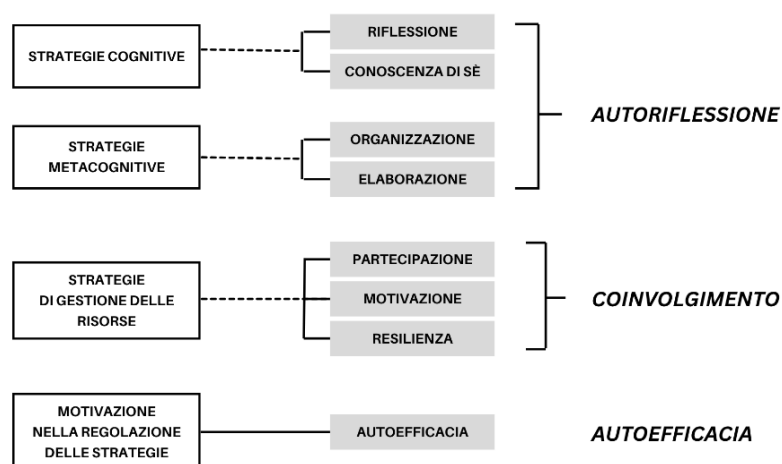 STRATEGIE COGNITIVE
RIFLESSIONE
CONOSCENZA DI SÈ
STRATEGIE
METACOGNITIVE
ORGANIZZAZIONE
ELABORAZIONE
AUTORIFLESSIONE
STRATEGIE
DI GESTIONE DELLE
RISORSE
PARTECIPAZIONE
MOTIVAZIONE
RESILIENZA
COINVOLGIMENTO
MOTIVAZIONE
NELLA REGOLAZIONE
DELLE STRATEGIE
AUTOEFFICACIA
AUTOEFFICACIA